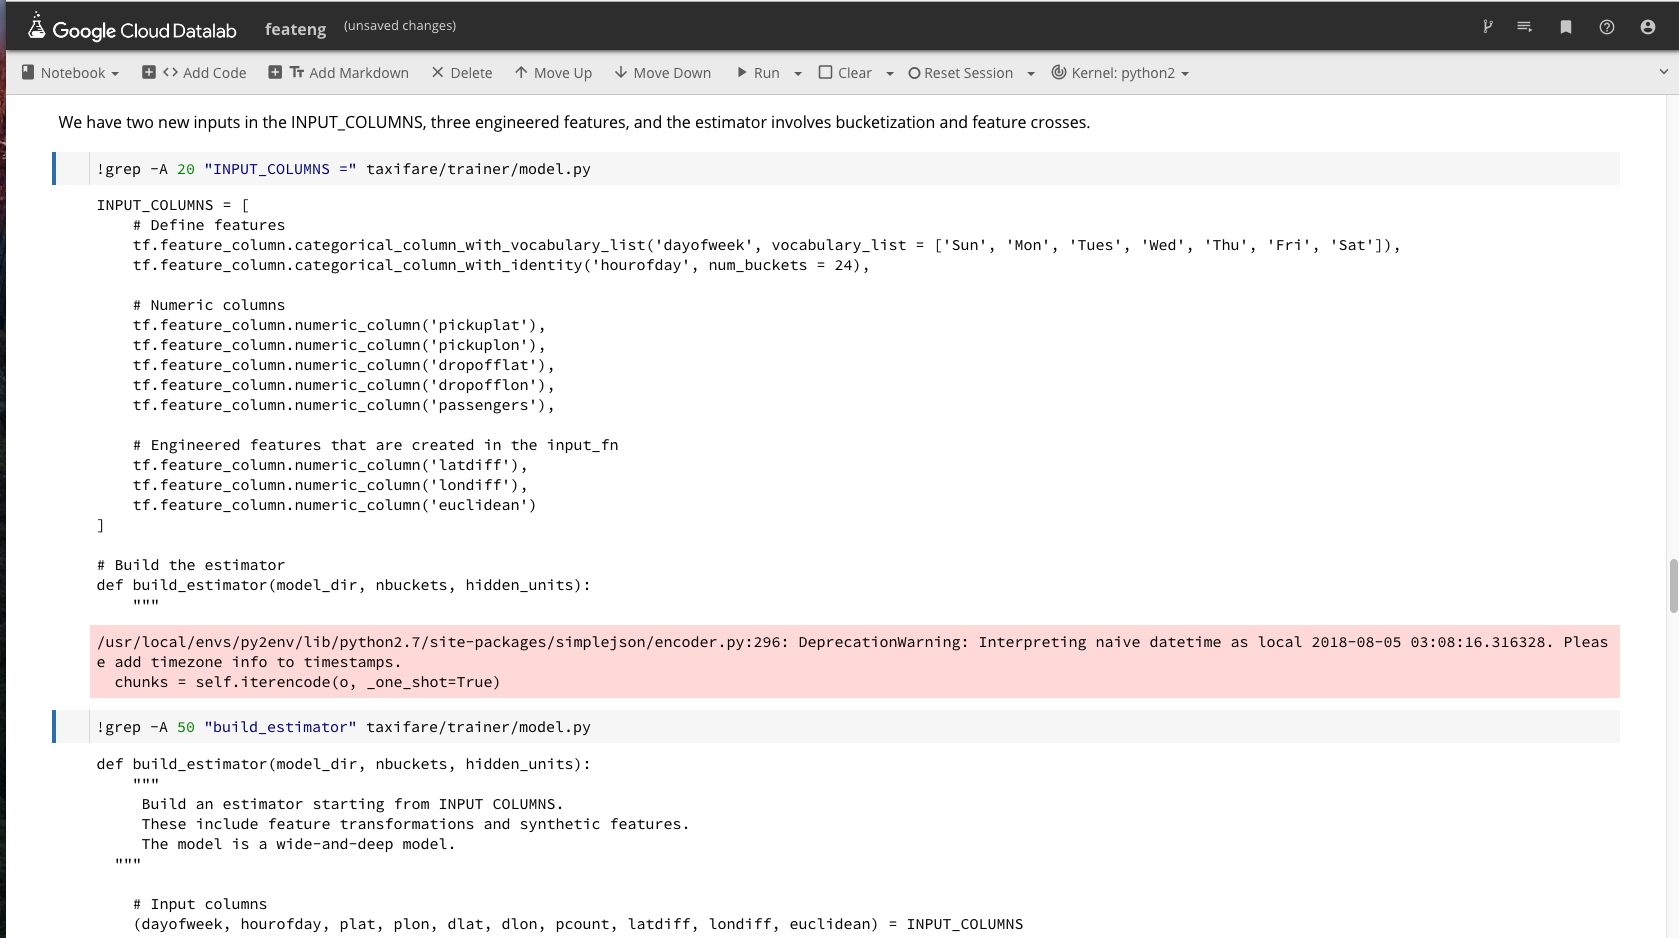 Google Cloud Datalab feateng (unsaved changes)
Notebook <> Add Code Tт Add Markdown Delete Move Up Move Down Run Clear Reset Session Kernel: python2
We have two new inputs in the INPUT_COLUMNS, three engineered features, and the estimator involves bucketization and feature crosses.
!grep -A 20 "INPUT_COLUMNS =" taxifare/trainer/model.py
INPUT_COLUMNS = [
    # Define features
    tf.feature_column.categorical_column_with_vocabulary_list('dayofweek', vocabulary_list = ['Sun', 'Mon', 'Tues', 'Wed', 'Thu', 'Fri', 'Sat']),
    tf.feature_column.categorical_column_with_identity('hourofday', num_buckets = 24),
    # Numeric columns
    tf.feature_column.numeric_column('pickuplat'),
    tf.feature_column.numeric_column('pickuplon'),
    tf.feature_column.numeric_column('dropofflat'),
    tf.feature_column.numeric_column('dropofflon'),
    tf.feature_column.numeric_column('passengers'),
    # Engineered features that are created in the input_fn
    tf.feature_column.numeric_column('latdiff'),
    tf.feature_column.numeric_column('londiff'),
    tf.feature_column.numeric_column('euclidean')
]
# Build the estimator
def build_estimator(model_dir, nbuckets, hidden_units):
    """
/usr/local/envs/py2env/lib/python2.7/site-packages/simplejson/encoder.py:296: DeprecationWarning: Interpreting naive datetime as local 2018-08-05 03:08:16.316328. Pleas
e add timezone info to timestamps.
  chunks = self.iterencode(o, _one_shot=True)
!grep -A 50 "build_estimator" taxifare/trainer/model.py
def build_estimator(model_dir, nbuckets, hidden_units):
    """
     Build an estimator starting from INPUT COLUMNS.
     These include feature transformations and synthetic features.
     The model is a wide-and-deep model.
  """
    # Input columns
    (dayofweek, hourofday, plat, plon, dlat, dlon, pcount, latdiff, londiff, euclidean) = INPUT_COLUMNS